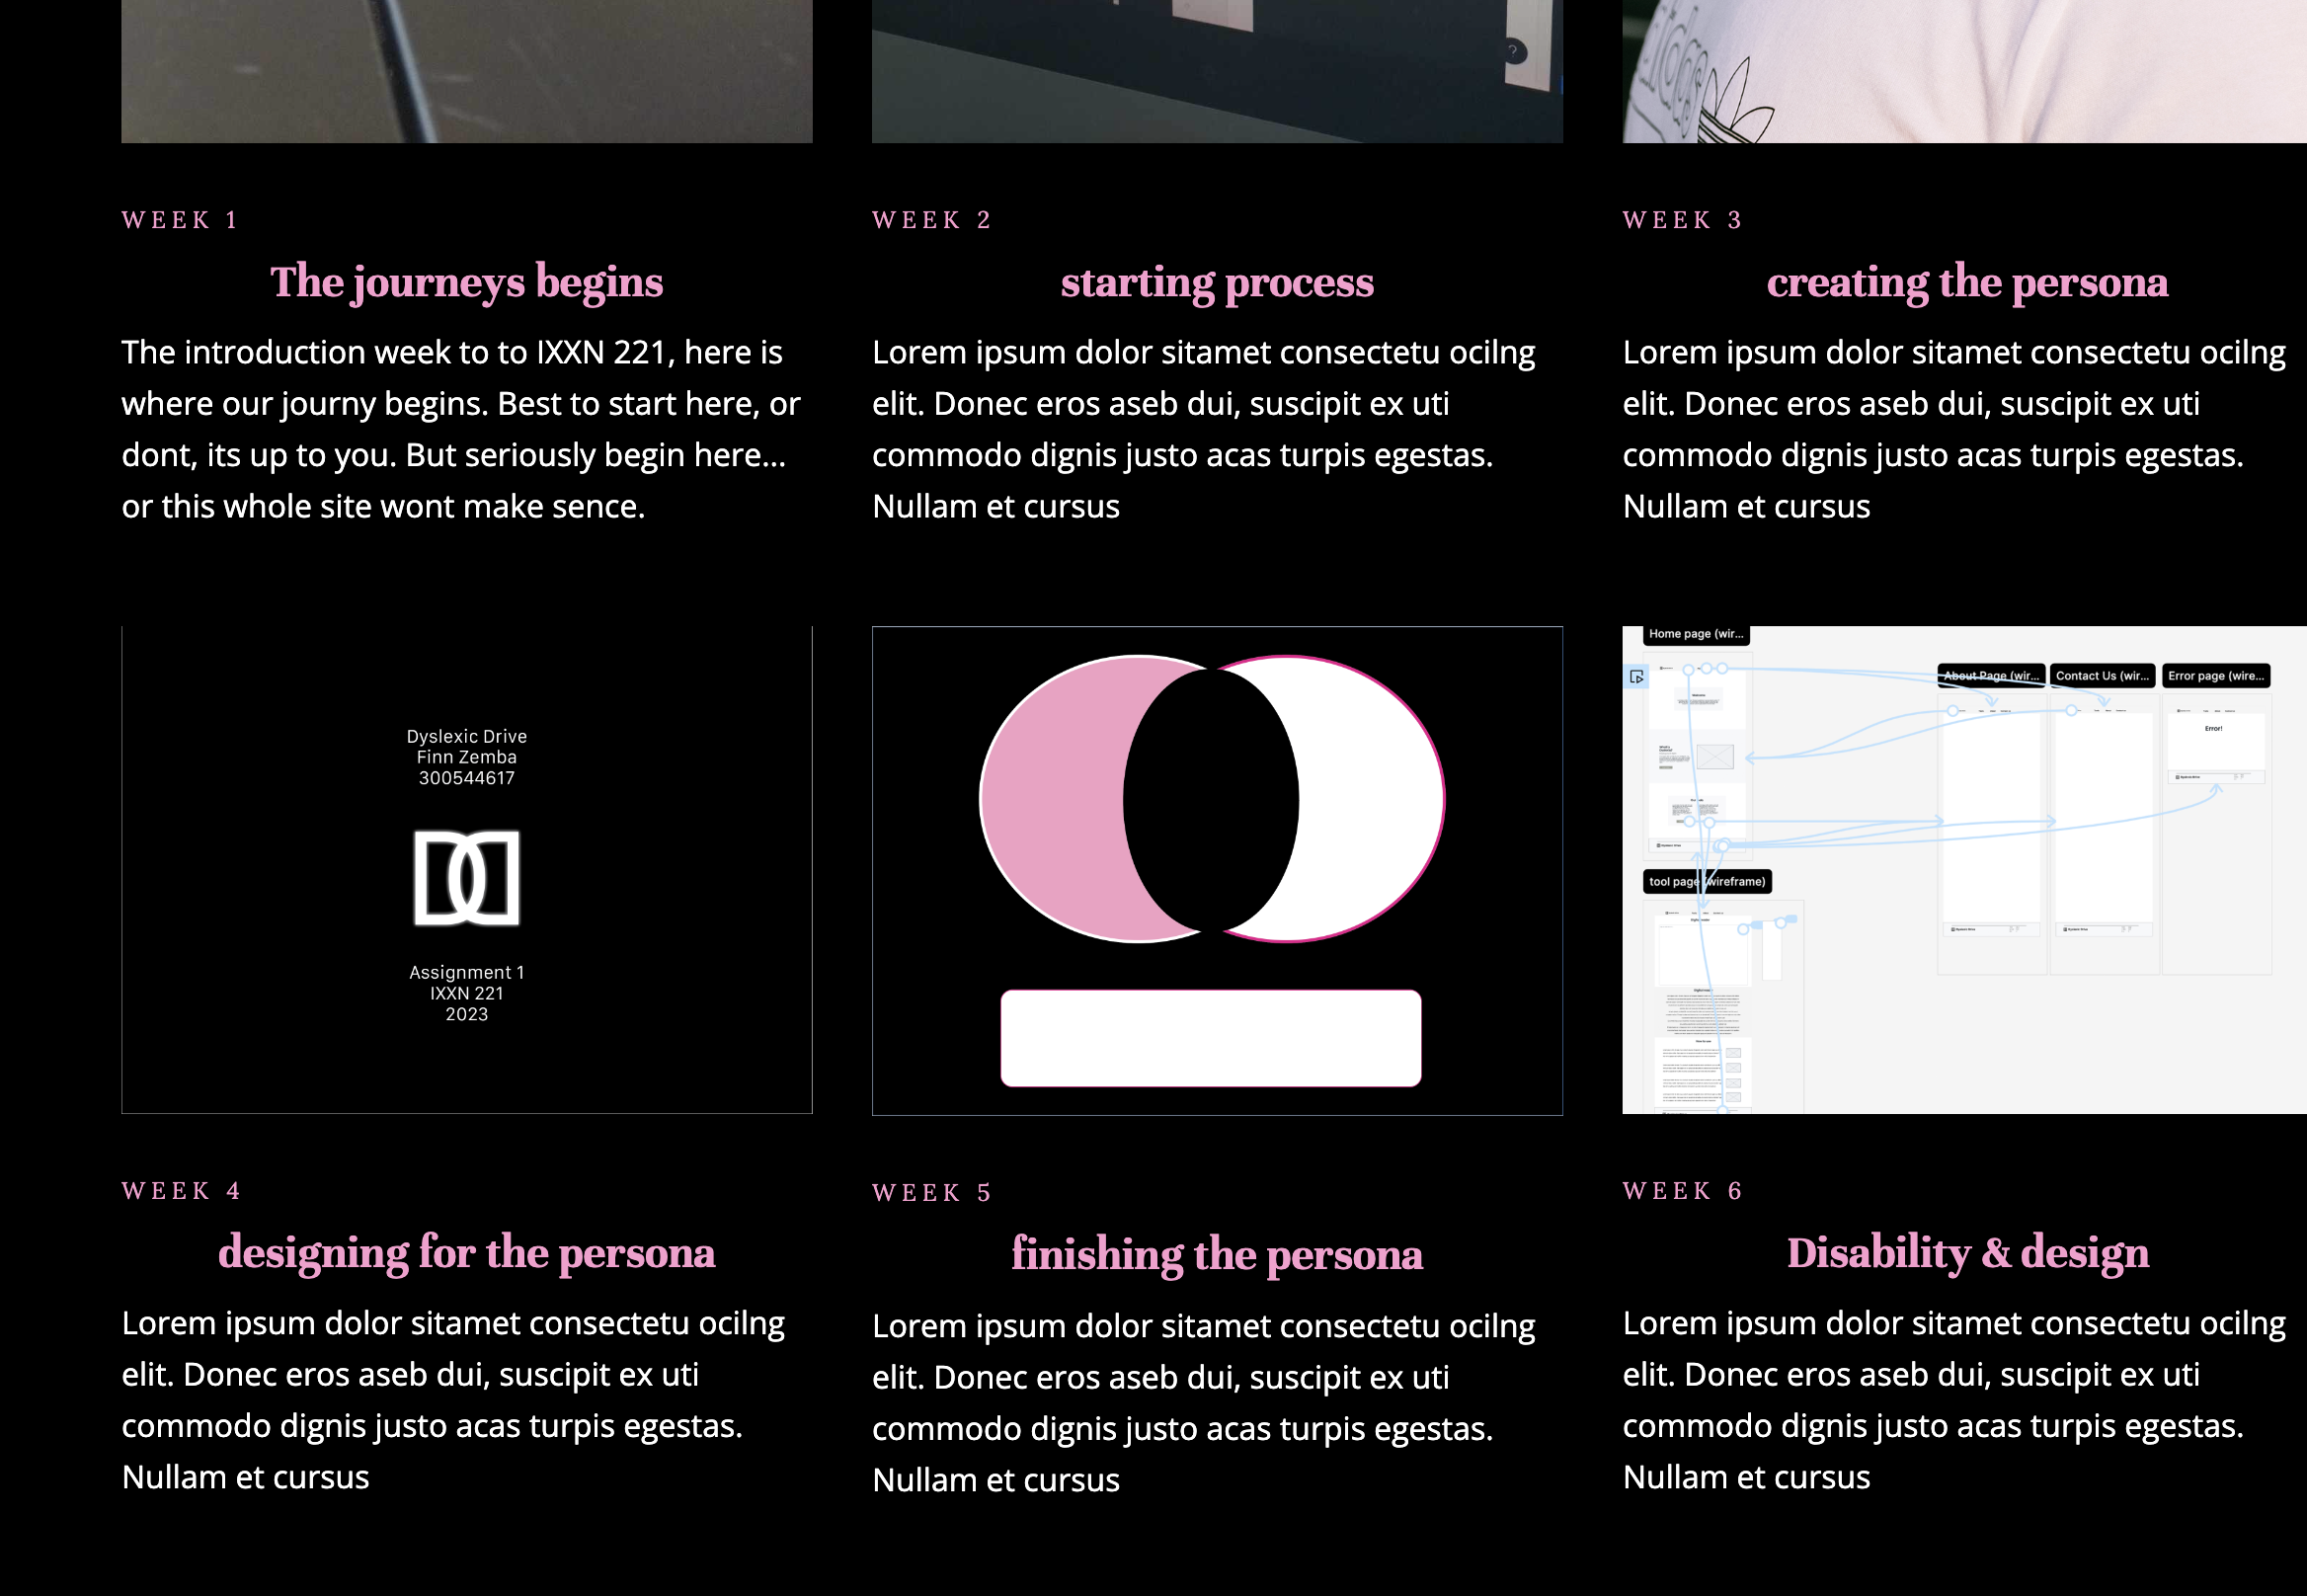 ?
adidas
WEEK 1
The journeys begins
The introduction week to to IXXN 221, here is
where our journy begins. Best to start here, or
dont, its up to you. But seriously begin here...
or this whole site wont make sence.
WEEK 2
starting process
Lorem ipsum dolor sitamet consectetu ocilng
elit. Donec eros aseb dui, suscipit ex uti
commodo dignis justo acas turpis egestas.
Nullam et cursus
WEEK 3
creating the persona
Lorem ipsum dolor sitamet consectetu ocilng
elit. Donec eros aseb dui, suscipit ex uti
commodo dignis justo acas turpis egestas.
Nullam et cursus
Dyslexic Drive
Finn Zemba
300544617
DD
Assignment 1
IXXN 221
2023
WEEK 4
designing for the persona
Lorem ipsum dolor sitamet consectetu ocilng
elit. Donec eros aseb dui, suscipit ex uti
commodo dignis justo acas turpis egestas.
Nullam et cursus
WEEK 5
finishing the persona
Lorem ipsum dolor sitamet consectetu ocilng
elit. Donec eros aseb dui, suscipit ex uti
commodo dignis justo acas turpis egestas.
Nullam et cursus
Home page (wir...
About Page (wir...
Contact Us (wir...
Error page (wire...
Error!
tool page (wireframe)
WEEK 6
Disability & design
Lorem ipsum dolor sitamet consectetu ocilng
elit. Donec eros aseb dui, suscipit ex uti
commodo dignis justo acas turpis egestas.
Nullam et cursus